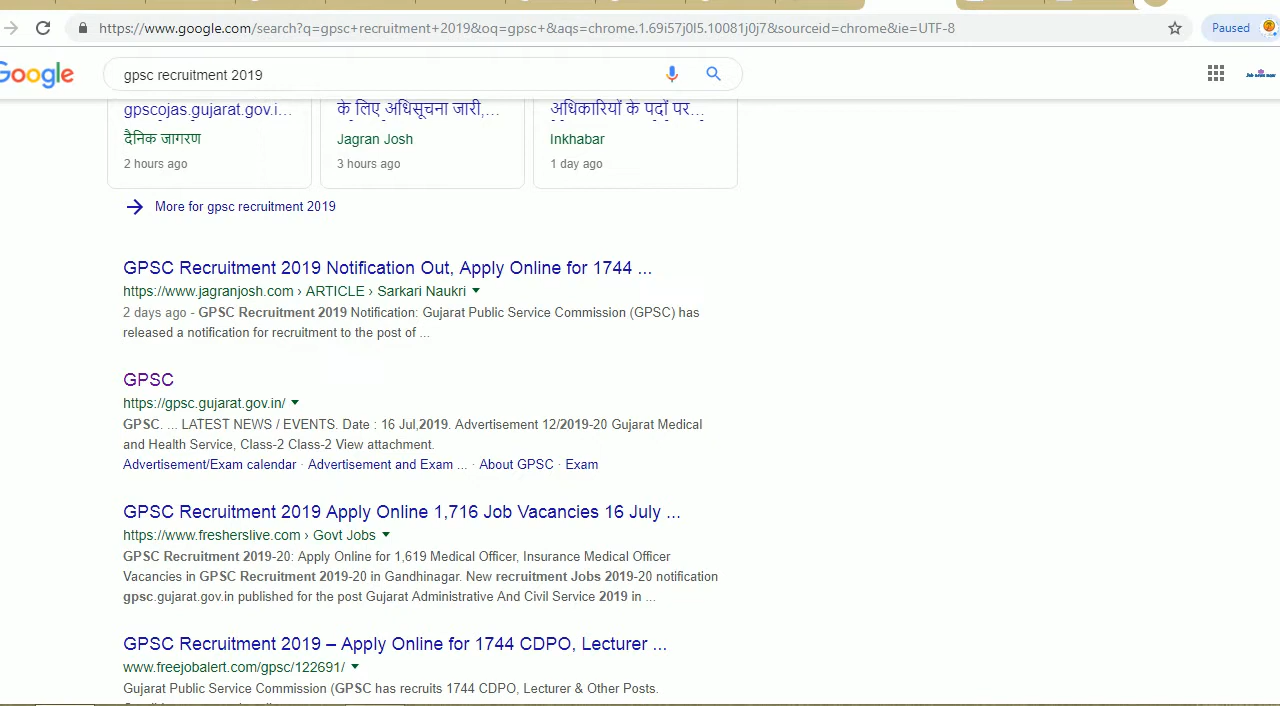 https://www.google.com/search?q=gpsc+recruitment+2019&oq=gpsc+&aqs=chrome.1.69i57j0l5.10081j0j7&sourceid=chrome&ie=UTF-8
Paused
Google
gpsc recruitment 2019
gpscojas.gujarat.gov.i...
के लिए अधिसूचना जारी,...
अधिकारियों के पदों पर...
दैनिक जागरण
Jagran Josh
Inkhabar
2 hours ago
3 hours ago
1 day ago
More for gpsc recruitment 2019
GPSC Recruitment 2019 Notification Out, Apply Online for 1744 ...
https://www.jagranjosh.com › ARTICLE › Sarkari Naukri
2 days ago - GPSC Recruitment 2019 Notification: Gujarat Public Service Commission (GPSC) has
released a notification for recruitment to the post of ...
GPSC
https://gpsc.gujarat.gov.in/
GPSC. ... LATEST NEWS / EVENTS. Date : 16 Jul,2019. Advertisement 12/2019-20 Gujarat Medical
and Health Service, Class-2 Class-2 View attachment.
Advertisement/Exam calendar · Advertisement and Exam ... · About GPSC · Exam
GPSC Recruitment 2019 Apply Online 1,716 Job Vacancies 16 July ...
https://www.fresherslive.com › Govt Jobs
GPSC Recruitment 2019-20: Apply Online for 1,619 Medical Officer, Insurance Medical Officer
Vacancies in GPSC Recruitment 2019-20 in Gandhinagar. New recruitment Jobs 2019-20 notification
gpsc.gujarat.gov.in published for the post Gujarat Administrative And Civil Service 2019 in ...
GPSC Recruitment 2019 – Apply Online for 1744 CDPO, Lecturer ...
www.freejobalert.com/gpsc/122691/
Gujarat Public Service Commission (GPSC has recruits 1744 CDPO, Lecturer & Other Posts.